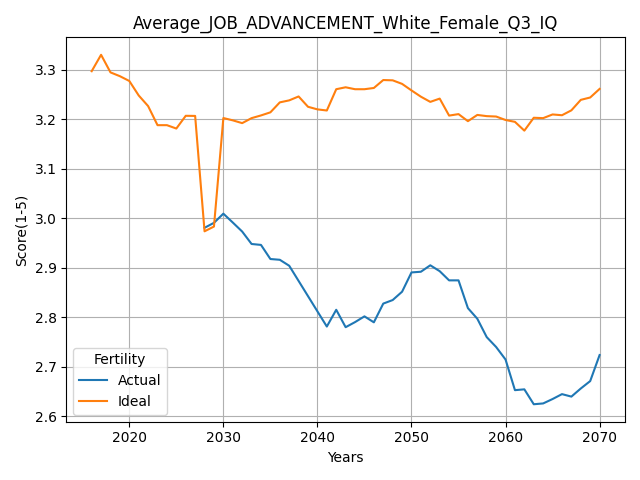 Average_JOB_ADVANCEMENT_White_Female_Q3_IQ
Score(1-5)
3.3
3.2
3.1
3.0
2.9
2.8
2.7
2.6
Fertility
Actual
Ideal
2020 2030 2040 2050 2060 2070
Years